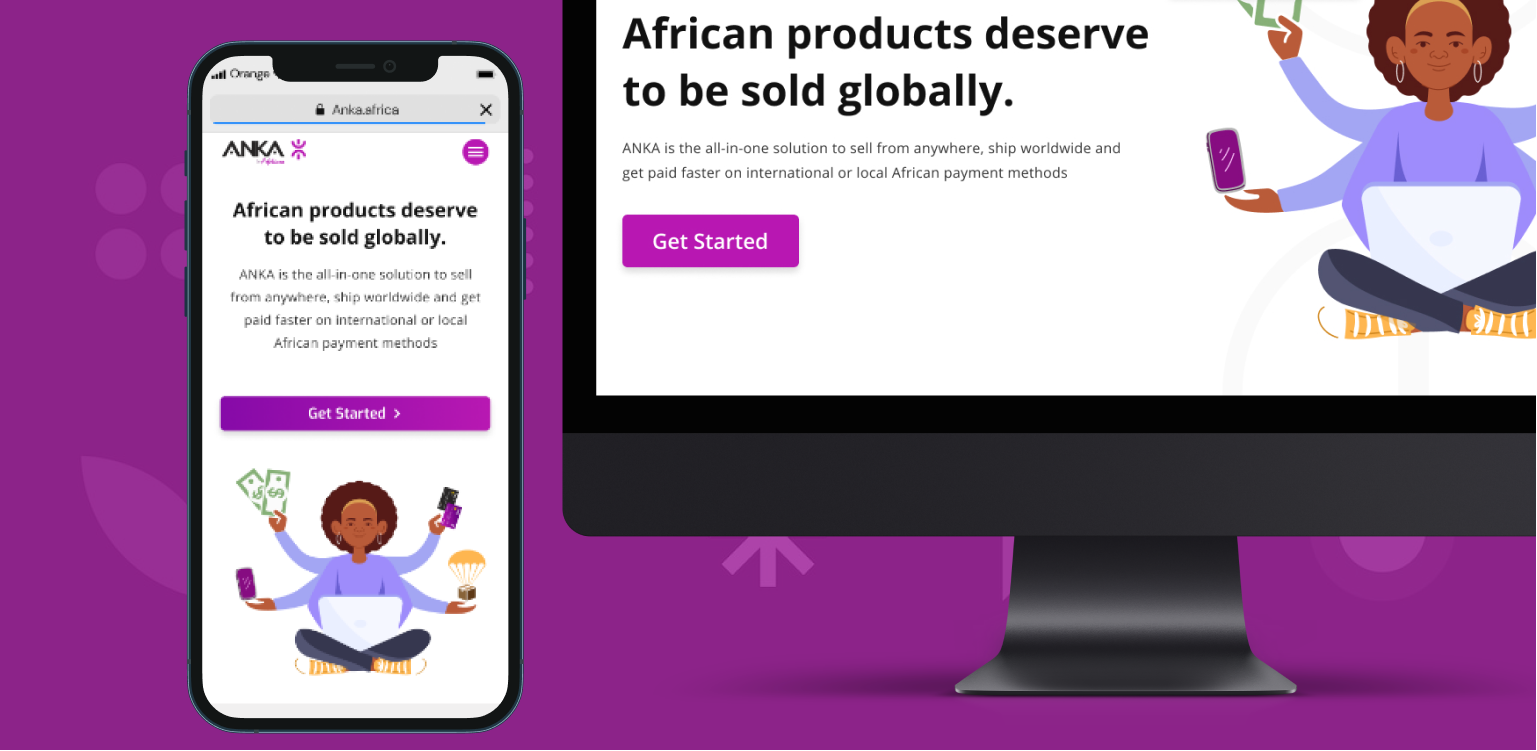 Orange
Anka.africa
ANKA
by Afrikrea
African products deserve
to be sold globally.
ANKA is the all-in-one solution to sell
from anywhere, ship worldwide and get
paid faster on international or local
African payment methods
Get Started
African products deserve
to be sold globally.
ANKA is the all-in-one solution to sell from anywhere, ship worldwide and
get paid faster on international or local African payment methods
Get Started